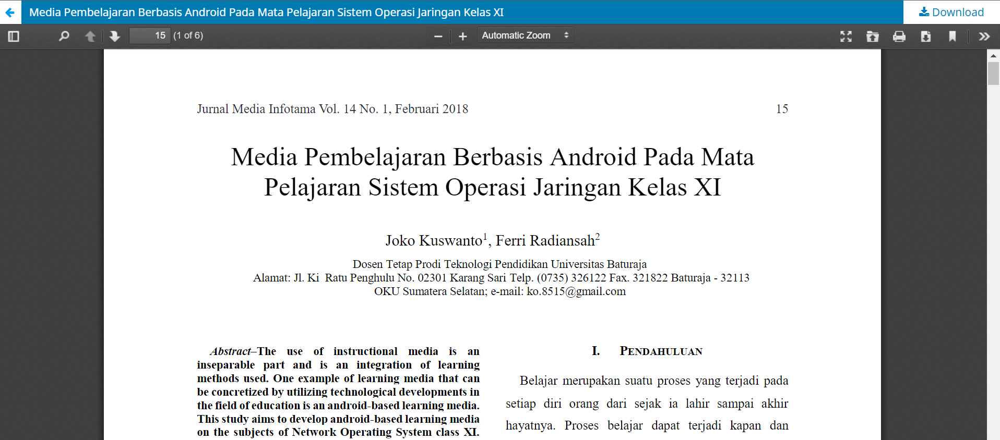 Media Pembelajaran Berbasis Android Pada Mata Pelajaran Sistem Operasi Jaringan Kelas XI
Download
15 (1 of 6)
Automatic Zoom
Jurnal Media Infotama Vol. 14 No. 1, Februari 2018 15
Media Pembelajaran Berbasis Android Pada Mata
Pelajaran Sistem Operasi Jaringan Kelas XI
Joko Kuswanto1, Ferri Radiansah2
Dosen Tetap Prodi Teknologi Pendidikan Universitas Baturaja
Alamat: Jl. Ki Ratu Penghulu No. 02301 Karang Sari Telp. (0735) 326122 Fax. 321822 Baturaja - 32113
OKU Sumatera Selatan; e-mail: ko.8515@gmail.com
Abstract–The use of instructional media is an
inseparable part and is an integration of learning
methods used. One example of learning media that can
be concretized by utilizing technological developments in
the field of education is an android-based learning media.
This study aims to develop android-based learning media
on the subjects of Network Operating System class XI.
I. PENDAHULUAN
Belajar merupakan suatu proses yang terjadi pada
setiap diri orang dari sejak ia lahir sampai akhir
hayatnya. Proses belajar dapat terjadi kapan dan